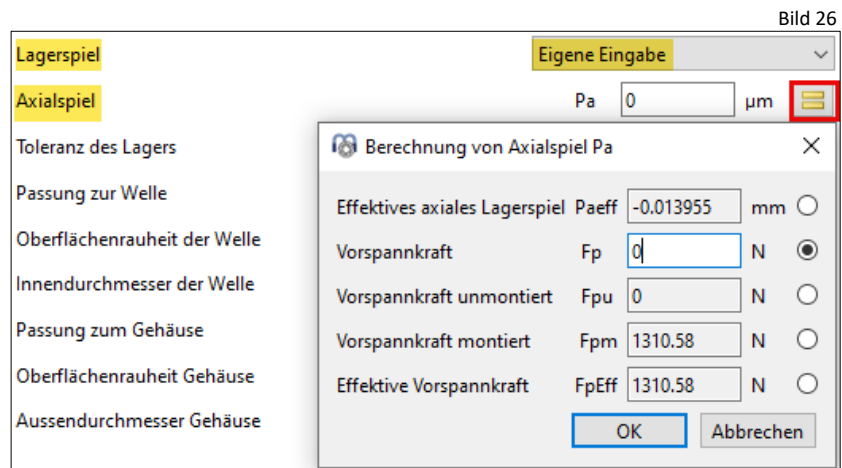 Bild 26
Lagerspiel Eigene Eingabe
Axialspiel Pa 0 µm
Toleranz des Lagers
Passung zur Welle
Oberflächenrauheit der Welle
Innendurchmesser der Welle
Passung zum Gehäuse
Oberflächenrauheit Gehäuse
Aussendurchmesser Gehäuse
Berechnung von Axialspiel Pa
Effektives axiales Lagerspiel Paeff -0.013955 mm
Vorspannkraft Fp 0 N
Vorspannkraft unmontiert Fpu 0 N
Vorspannkraft montiert Fpm 1310.58 N
Effektive Vorspannkraft FpEff 1310.58 N
OK Abbrechen